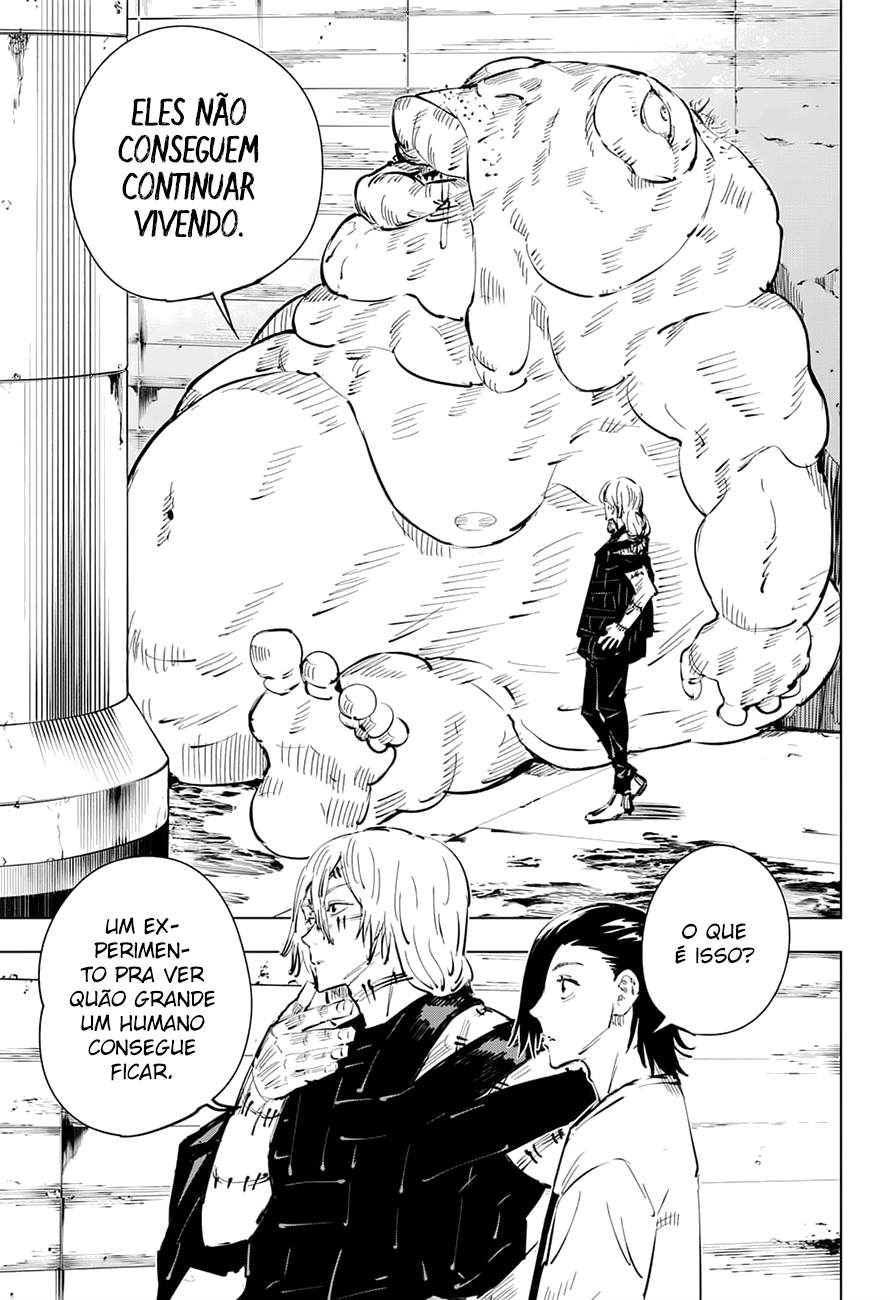 ELES NÃO
CONSEGUEM
CONTINUAR
VIVENDO.
O QUE
É ISSO?
UM EX-
PERIMEN-
TO PRA VER
QUÃO GRANDE
UM HUMANO
CONSEGUE
FICAR.